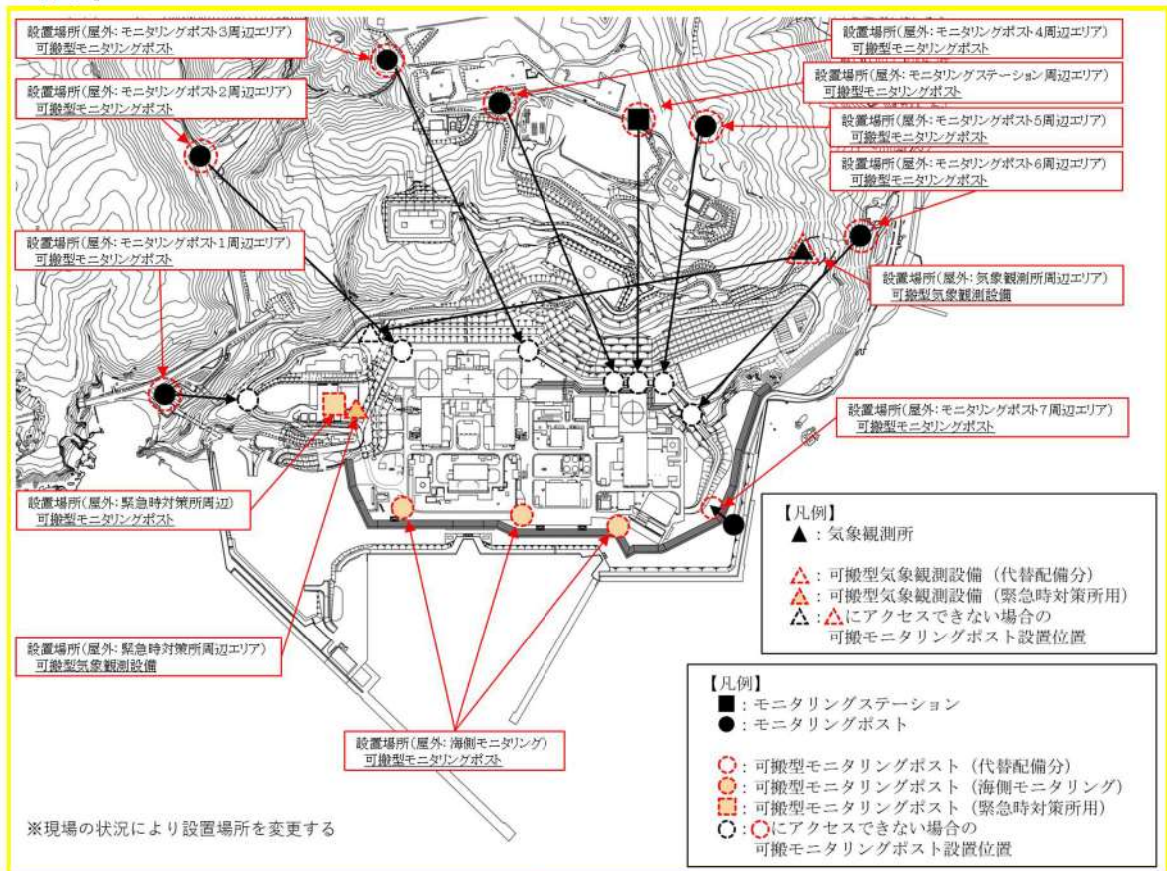 設置場所(屋外:モニタリングポスト3周辺エリア)
可搬型モニタリングポスト
設置場所(屋外:モニタリングポスト2周辺エリア)
可搬型モニタリングポスト
設置場所(屋外:モニタリングポスト4周辺エリア)
可搬型モニタリングポスト
設置場所(屋外:モニタリングステーション周辺エリア)
可搬型モニタリングポスト
設置場所(屋外:モニタリングポスト5周辺エリア)
可搬型モニタリングポスト
設置場所(屋外:モニタリングポスト6周辺エリア)
可搬型モニタリングポスト
設置場所(屋外:モニタリングポスト1周辺エリア)
可搬型モニタリングポスト
設置場所(屋外:気象観測所周辺エリア)
可搬型気象観測設備
設置場所(屋外:モニタリングポスト7周辺エリア)
可搬型モニタリングポスト
設置場所(屋外:緊急時対策所周辺)
可搬型モニタリングポスト
設置場所(屋外:緊急時対策所周辺エリア)
可搬型気象観測設備
設置場所(屋外:海側モニタリング)
可搬型モニタリングポスト
【凡例】
▲:気象観測所
△:可搬型気象観測設備(代替配備分)
▲:可搬型気象観測設備(緊急時対策所用)
△:△にアクセスできない場合の
可搬モニタリングポスト設置位置
【凡例】
■:モニタリングステーション
●:モニタリングポスト
○:可搬型モニタリングポスト(代替配備分)
●:可搬型モニタリングポスト(海側モニタリング)
■:可搬型モニタリングポスト(緊急時対策所用)
○:○にアクセスできない場合の
可搬モニタリングポスト設置位置
※現場の状況により設置場所を変更する